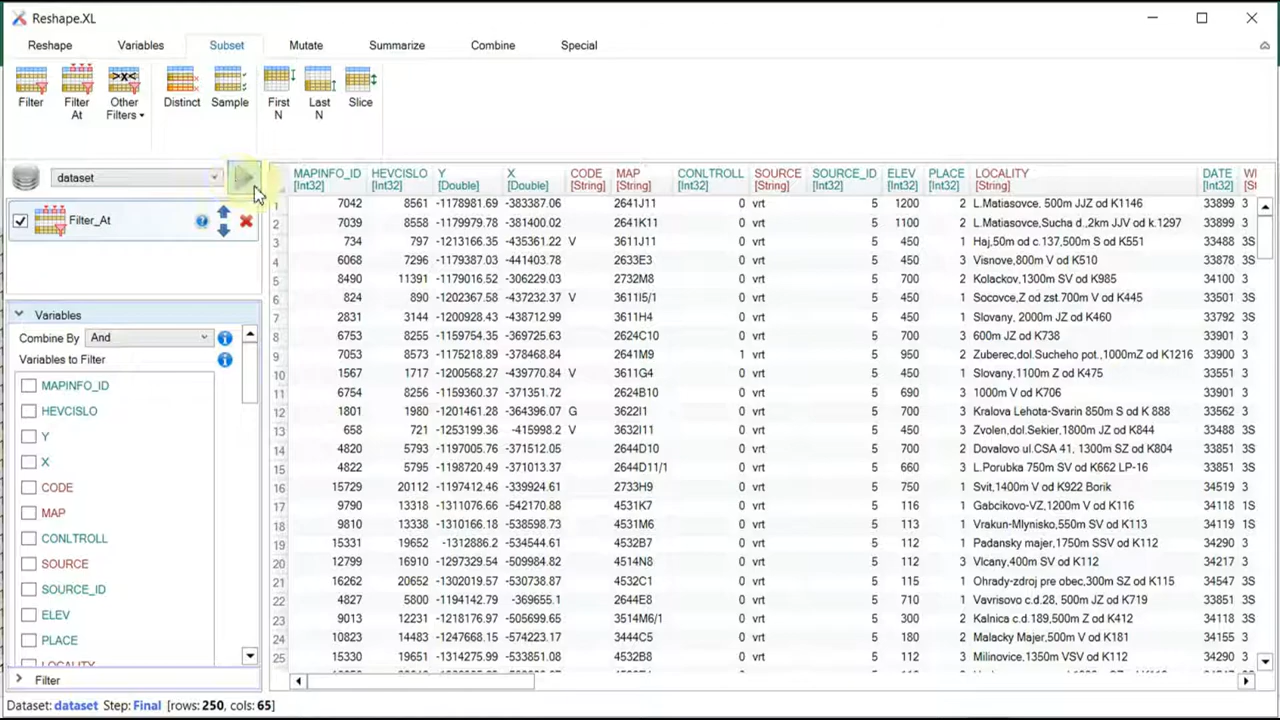 Reshape.XL
Reshape Variables Subset Mutate Summarize Combine Special
Filter Filter At Other Filters Distinct Sample First N Last N Slice
dataset
Filter_At
Variables
Combine By And
Variables to Filter
MAPINFO_ID
HEVCISLO
Y
X
CODE
MAP
CONLTROLL
SOURCE
SOURCE_ID
ELEV
PLACE
LOCALITY
Filter
MAPINFO_ID HEVCISLO Y X CODE MAP CONLTROLL SOURCE SOURCE_ID ELEV PLACE LOCALITY DATE WI
[Int32] [Int32] [Double] [Double] [String] [String] [Int32] [String] [Int32] [Int32] [Int32] [String] [Int32] [S
1 7042 8561 -1178981.69 -383387.06 2641J11 0 vrt 5 1200 2 L.Matiasovce, 500m JJZ od K1146 33899 3
2 7039 8558 -1179979.78 -381400.02 2641K11 0 vrt 5 1100 2 L.Matiasovce,Sucha d.,2km JJV od k.1297 33899 3
3 734 797 -1213166.35 -435361.22 V 3611J11 0 vrt 5 450 1 Haj,50m od c.137,500m S od K551 33488 3S
4 6068 7296 -1179387.03 -441403.78 2633E3 0 vrt 5 450 1 Visnove,800m V od K510 33878 3S
5 8490 11391 -1179016.52 -306229.03 2732M8 0 vrt 5 700 2 Kolackov,1300m SV od K985 34100 3
6 824 890 -1202367.58 -437232.37 V 3611I5/1 0 vrt 5 450 1 Socovce,Z od zst.700m V od K445 33501 3S
7 2831 3144 -1200928.43 -438712.99 3611H4 0 vrt 5 450 1 Slovany, 2000m JZ od K460 33792 3S
8 6753 8255 -1159754.35 -369725.63 2624C10 0 vrt 5 700 3 600m JZ od K738 33901 3
9 7053 8573 -1175218.89 -378468.84 2641M9 1 vrt 5 950 2 Zuberec,dol.Sucheho pot.,1000mZ od K1216 33900 3
10 1567 1717 -1200568.27 -439770.84 V 3611G4 0 vrt 5 450 1 Slovany,1100m Z od K475 33551 3
11 6754 8256 -1159360.37 -371351.72 2624B10 0 vrt 5 690 3 1000m V od K706 33901 3
12 1801 1980 -1201461.28 -364396.07 G 3622I1 0 vrt 5 700 3 Kralova Lehota-Svarin 850m S od K 888 33562 3
13 658 721 -1253199.36 -415998.2 V 3632I11 0 vrt 5 700 3 Zvolen,dol.Sekier,1800m JZ od K844 33488 3S
14 4820 5793 -1197005.76 -371512.05 2644D10 0 vrt 5 700 2 Dovalovo ul.CSA 41, 1300m SZ od K804 33851 3S
15 4822 5795 -1198720.49 -371013.37 2644D11/1 0 vrt 5 660 3 L.Porubka 750m SV od K662 LP-16 33851 3S
16 15729 20112 -1197412.46 -339924.61 2733H9 0 vrt 5 750 1 Svit,1400m V od K922 Borik 34519 3
17 9790 13318 -1311076.66 -542170.88 4531K7 0 vrt 5 116 1 Gabcikovo-VZ,1200m V od K116 34118 1S
18 9810 13338 -1310166.18 -538598.73 4531M6 0 vrt 5 113 1 Vrakun-Mlynisko,550m SV od K113 34119 1S
19 15331 19652 -1312886.2 -534544.61 4532B7 0 vrt 5 112 1 Padansky majer,1750m SSV od K112 34290 3
20 12799 16910 -1297329.54 -509984.82 4514N8 0 vrt 5 112 3 Vlcany,400m SV od K112 34217 3
21 16262 20652 -1302019.57 -530738.87 4532C1 0 vrt 5 115 1 Ohrady-zdroj pre obec,300m SZ od K115 34547 3S
22 4827 5800 -1194142.79 -369655.1 2644E8 0 vrt 5 710 1 Vavrisovo c.d.28, 500m JZ od K719 33851 3S
23 9013 12231 -1218176.97 -505699.65 3514M6/1 0 vrt 5 300 2 Kalnica c.d.189,500m Z od K412 34118 3S
24 10823 14483 -1247668.15 -574223.17 3444C5 0 vrt 5 180 2 Malacky Majer,500m V od K181 34155 3
25 15330 19651 -1314275.99 -533851.08 4532B8 0 vrt 5 112 3 Milinovice,1350m VSV od K112 34290 3
Dataset: dataset Step: Final [rows: 250, cols: 65]